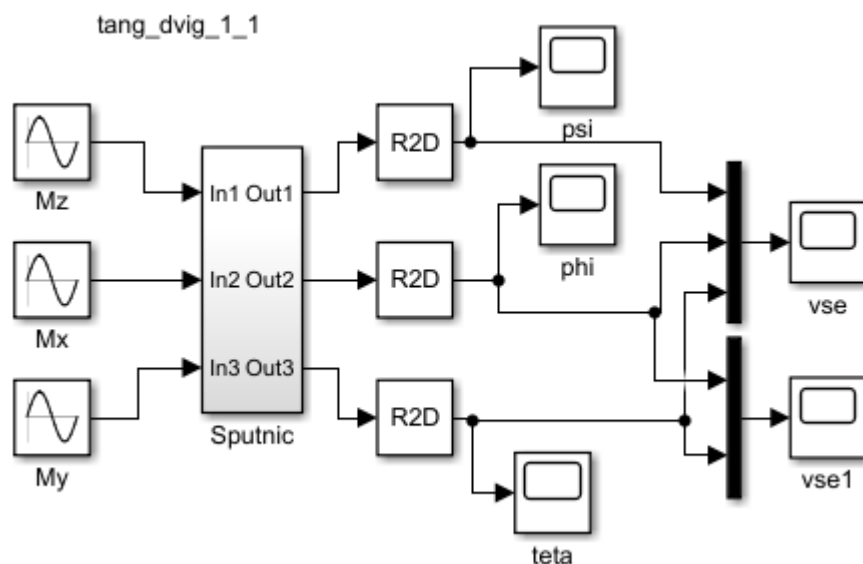 tang_dvig_1_1
psi
R2D
Mz
In1 Out1
phi
R2D
In2 Out2
Mx
vse
In3 Out3
R2D
Sputnic
My
vse1
teta